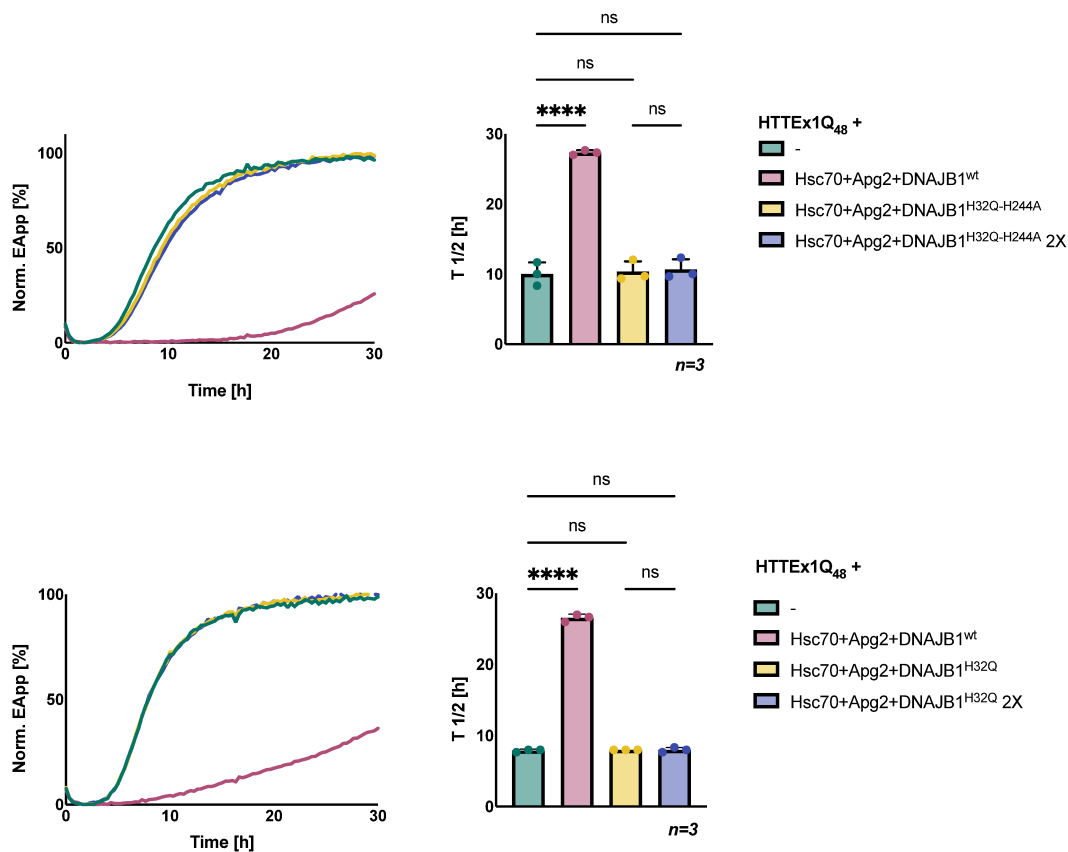 ns
ns
**** ns
HTTEx1Q48 +
-
Hsc70+Apg2+DNAJB1wt
Hsc70+Apg2+DNAJB1H32Q-H244A
Hsc70+Apg2+DNAJB1H32Q-H244A 2X
Norm. EApp [%]
100
50
0
0 10 20 30
Time [h]
T 1/2 [h]
30
20
10
0
n=3
ns
ns
**** ns
HTTEx1Q48 +
-
Hsc70+Apg2+DNAJB1wt
Hsc70+Apg2+DNAJB1H32Q
Hsc70+Apg2+DNAJB1H32Q 2X
Norm. EApp [%]
100
50
0
0 10 20 30
Time [h]
T 1/2 [h]
30
20
10
0
n=3